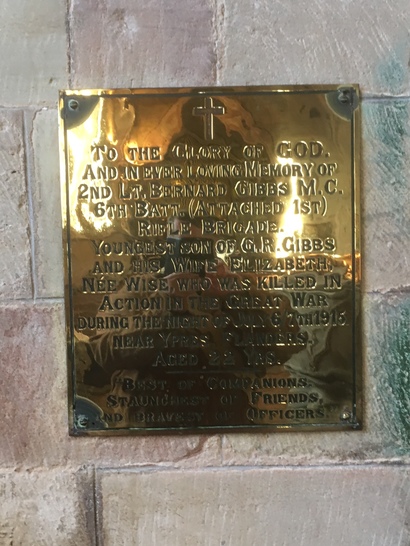 TO THE GLORY OF GOD.
AND IN EVER LOVING MEMORY OF
2ND LT. BERNARD GIBBS M.C.
6TH BATT. (ATTACHED 1ST)
RIFLE BRIGADE.
YOUNGEST SON OF G.R. GIBBS
AND HIS WIFE ELIZABETH,
NÉE WISE, WHO WAS KILLED IN
ACTION IN THE GREAT WAR
DURING THE NIGHT OF JULY 6 7TH 1915
NEAR YPRES FLANDERS.
AGED 22 YRS.
"BEST OF COMPANIONS.
STAUNCHEST OF FRIENDS,
AND BRAVEST OF OFFICERS."